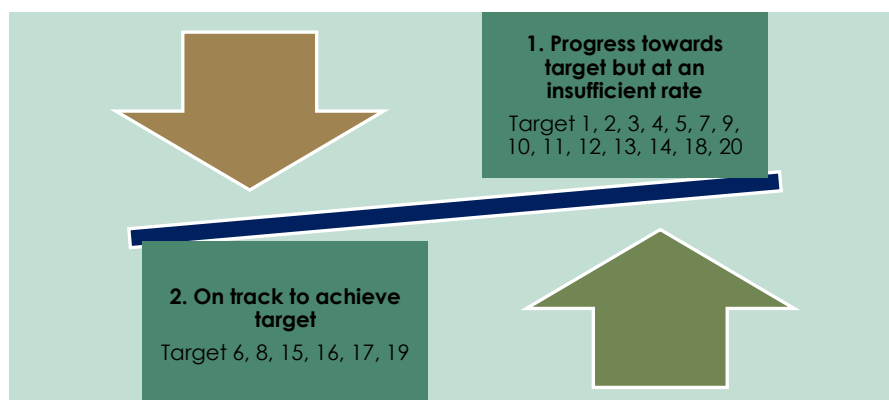 1. Progress towards
target but at an
insufficient rate
Target 1, 2, 3, 4, 5, 7, 9,
10, 11, 12, 13, 14, 18, 20
2. On track to achieve
target
Target 6, 8, 15, 16, 17, 19